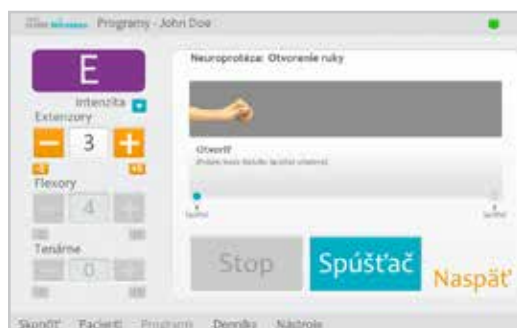 Programy - John Doe
E
Neuroprotéza: Otvorenie ruky
Intenzita
Extenzory
3
Otvoriť
Flexory
4
Tenárne
0
Stop
Spúšťač
Naspäť
Skončiť Pacienti Programy Denníka Nástroje